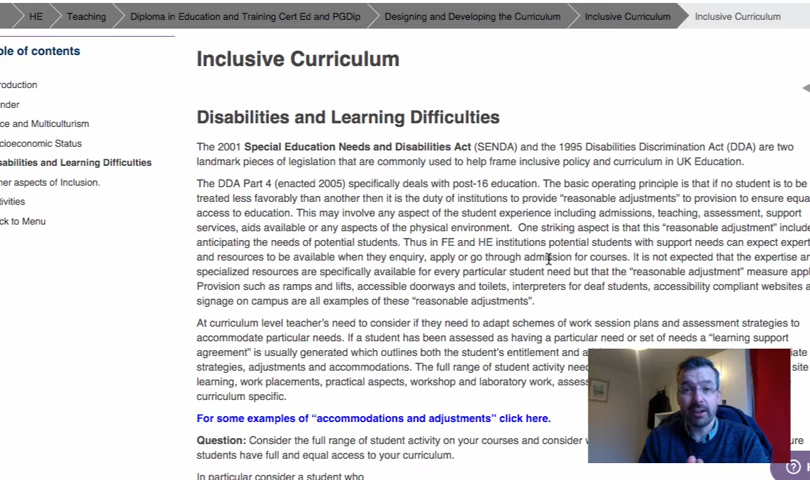 HE Teaching Diploma in Education and Training Cert Ed and PGDip Designing and Developing the Curriculum Inclusive Curriculum Inclusive Curriculum
ble of contents
roduction
nder
ce and Multiculturism
cioeconomic Status
sabilities and Learning Difficulties
her aspects of Inclusion.
tivities
ck to Menu
Inclusive Curriculum
Disabilities and Learning Difficulties
The 2001 Special Education Needs and Disabilities Act (SENDA) and the 1995 Disabilities Discrimination Act (DDA) are two
landmark pieces of legislation that are commonly used to help frame inclusive policy and curriculum in UK Education.
The DDA Part 4 (enacted 2005) specifically deals with post-16 education. The basic operating principle is that if no student is to be
treated less favorably than another then it is the duty of institutions to provide “reasonable adjustments” to provision to ensure equa
access to education. This may involve any aspect of the student experience including admissions, teaching, assessment, support
services, aids available or any aspects of the physical environment. One striking aspect is that this “reasonable adjustment” include
anticipating the needs of potential students. Thus in FE and HE institutions potential students with support needs can expect expert
and resources to be available when they enquiry, apply or go through admission for courses. It is not expected that the expertise ar
specialized resources are specifically available for every particular student need but that the “reasonable adjustment” measure appl
Provision such as ramps and lifts, accessible doorways and toilets, interpreters for deaf students, accessibility compliant websites a
signage on campus are all examples of these “reasonable adjustments”.
At curriculum level teacher’s need to consider if they need to adapt schemes of work session plans and assessment strategies to
accommodate particular needs. If a student has been assessed as having a particular need or set of needs a “learning support
agreement” is usually generated which outlines both the student’s entitlement and a iate
strategies, adjustments and accommodations. The full range of student activity nee site
learning, work placements, practical aspects, workshop and laboratory work, asses
curriculum specific.
For some examples of “accommodations and adjustments” click here.
Question: Consider the full range of student activity on your courses and consider ure
students have full and equal access to your curriculum.
In particular consider a student who